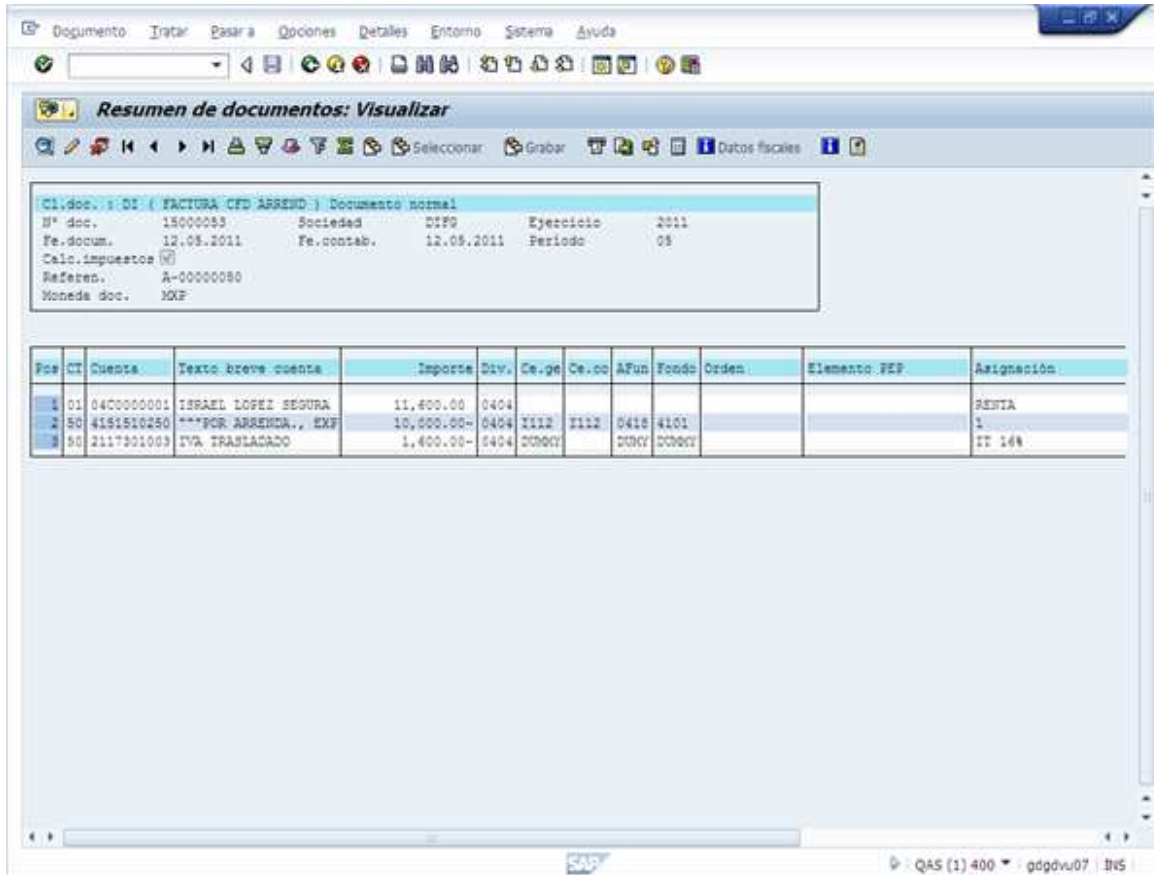 Documento Tratar Pasar a Opciones Detalles Entorno Sistema Ayuda
Resumen de documentos: Visualizar
Seleccionar Grabar Datos fiscales
Cl.doc. : DI ( FACTURA CFD ARREND ) Documento normal
Nº doc. 15000053 Sociedad DIFG Ejercicio 2011
Fe.docum. 12.05.2011 Fe.contab. 12.05.2011 Periodo 05
Calc.impuestos
Referen. A-00000050
Moneda doc. MXP
Pos CT Cuenta Texto breve cuenta Importe Div. Ce.ge Ce.co AFun Fondo Orden Elemento PEP Asignación
1 01 04C0000001 ISRAEL LOPEZ SEGURA 11,600.00 0404 RENTA
2 50 4151510250 ***POR ARRENDA., EXP 10,000.00- 0404 0418 4101 1
3 50 2117301003 IVA TRASLADADO 1,600.00- 0404 DUMMY DUMY DUMMY IT 16%
SAP
QAS (1) 400 gdgdvu07 INS